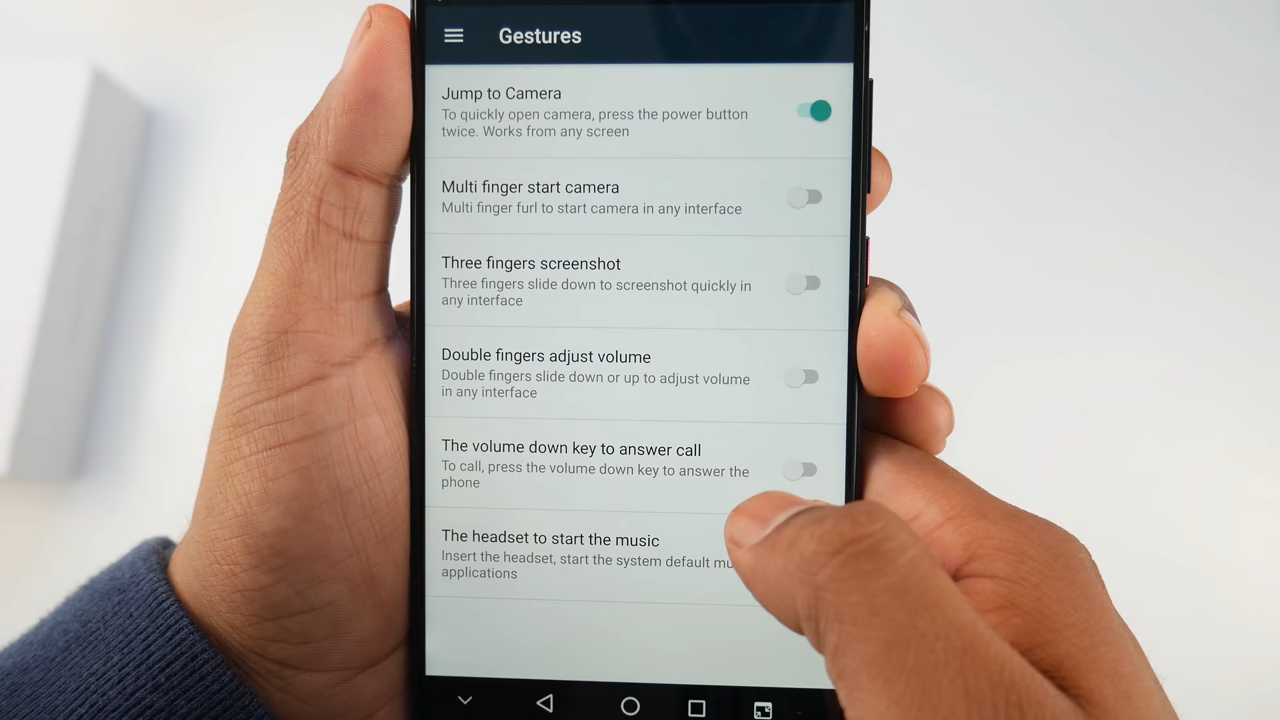 Gestures
Jump to Camera
To quickly open camera, press the power button
twice. Works from any screen
Multi finger start camera
Multi finger furl to start camera in any interface
Three fingers screenshot
Three fingers slide down to screenshot quickly in
any interface
Double fingers adjust volume
Double fingers slide down or up to adjust volume
in any interface
The volume down key to answer call
To call, press the volume down key to answer the
phone
The headset to start the music
Insert the headset, start the system default
applications